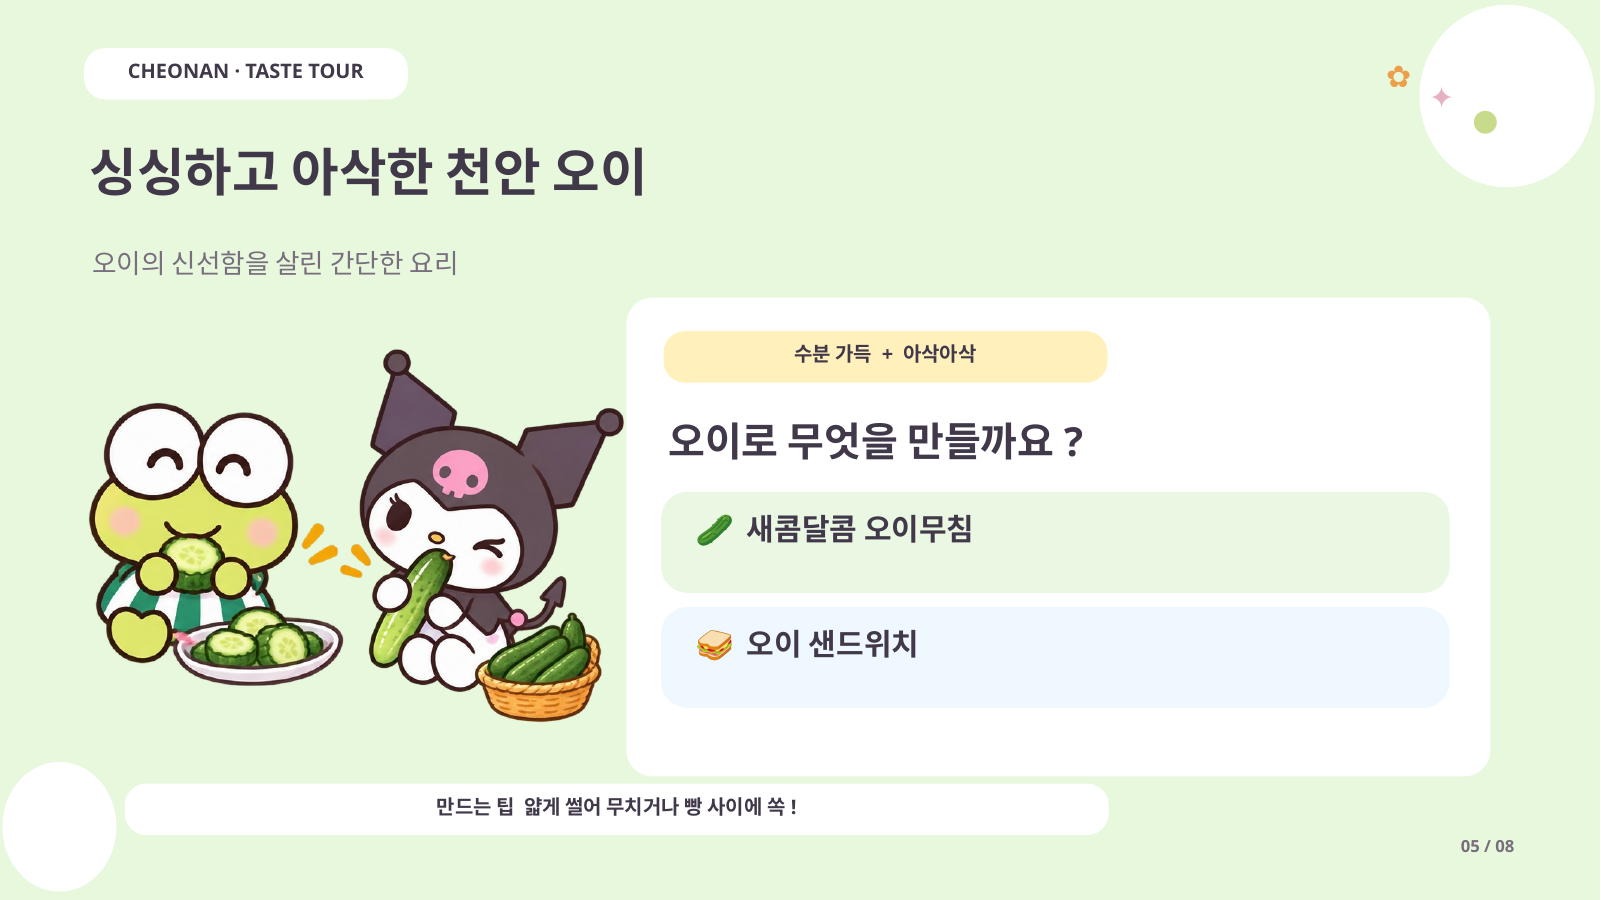 CHEONAN · TASTE TOUR
싱싱하고 아삭한 천안 오이
오이의 신선함을 살린 간단한 요리
수분 가득 + 아삭아삭
오이로 무엇을 만들까요 ?
새콤달콤 오이무침
오이 샌드위치
만드는 팁 얇게 썰어 무치거나 빵 사이에 쏙 !
05 / 08